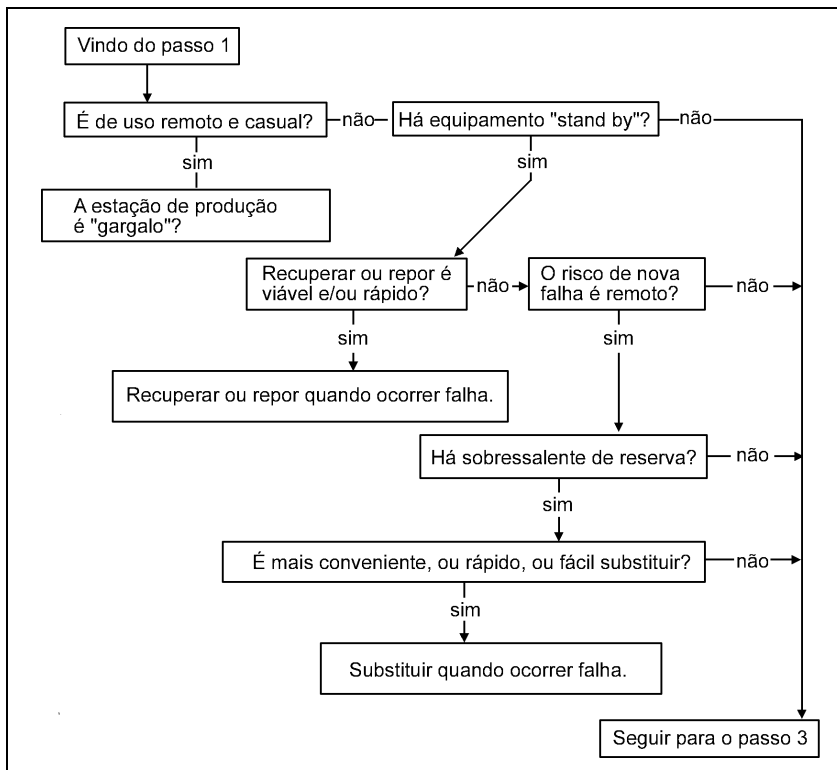 Vindo do passo 1
É de uso remoto e casual?
não
Há equipamento "stand by"?
não
sim
sim
A estação de produção
é "gargalo"?
Recuperar ou repor é
viável e/ou rápido?
não
O risco de nova
falha é remoto?
não
sim
sim
Recuperar ou repor quando ocorrer falha.
Há sobressalente de reserva?
não
sim
É mais conveniente, ou rápido, ou fácil substituir?
não
sim
Substituir quando ocorrer falha.
Seguir para o passo 3